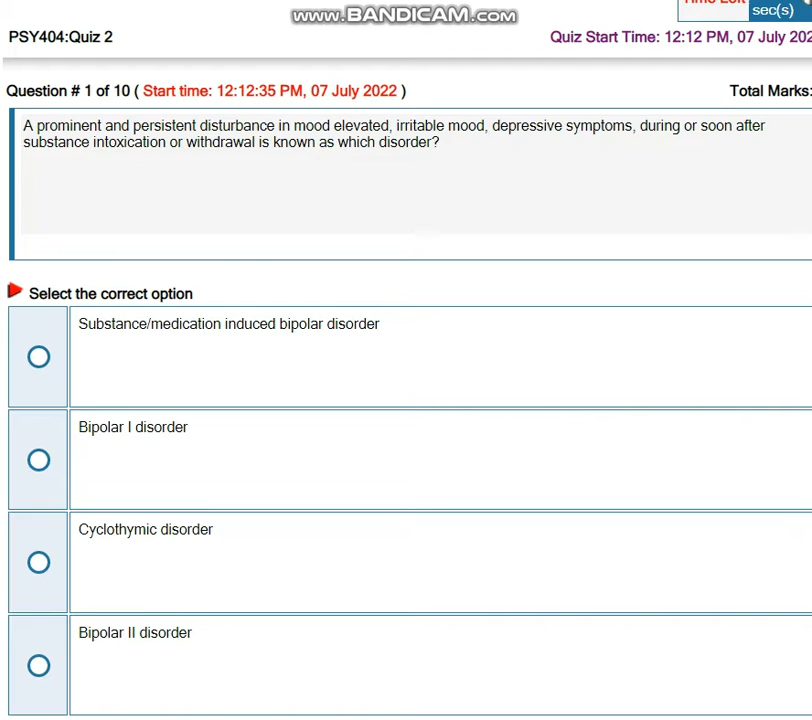 www.BANDICAM.com
sec(s)
PSY404:Quiz 2
Quiz Start Time: 12:12 PM, 07 July 202
Question # 1 of 10 ( Start time: 12:12:35 PM, 07 July 2022 )
Total Marks:
A prominent and persistent disturbance in mood elevated, irritable mood, depressive symptoms, during or soon after
substance intoxication or withdrawal is known as which disorder?
Select the correct option
Substance/medication induced bipolar disorder
Bipolar I disorder
Cyclothymic disorder
Bipolar II disorder